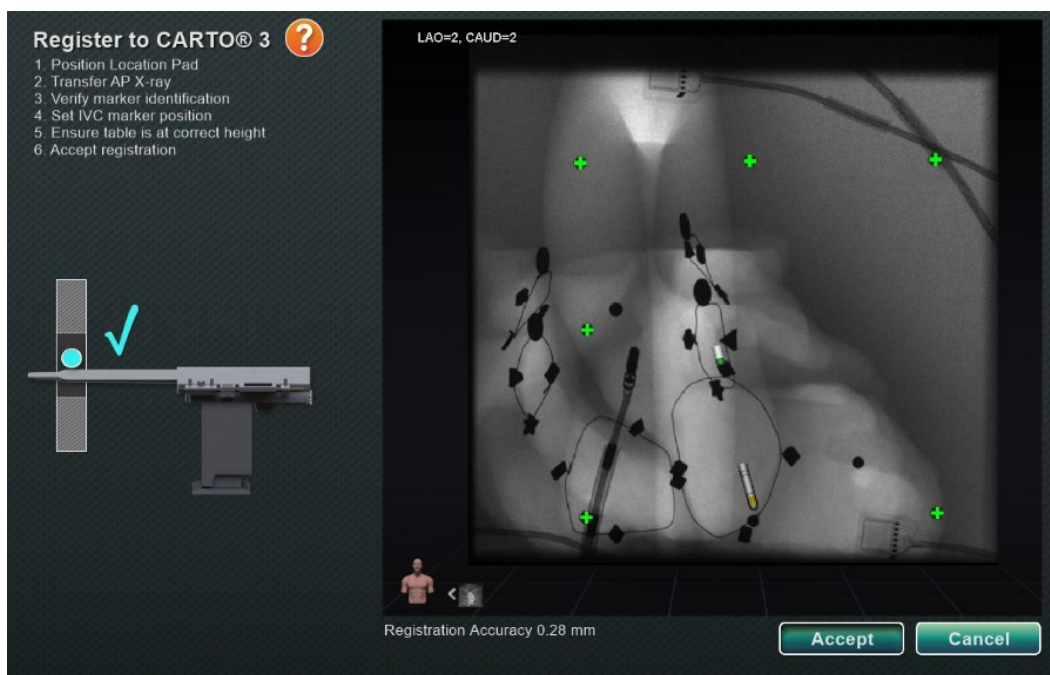 Register to CARTO® 3 ?
1. Position Location Pad
2. Transfer AP X-ray
3. Verify marker identification
4. Set IVC marker position
5. Ensure table is at correct height
6. Accept registration
LAO=2, CAUD=2
Registration Accuracy 0.28 mm
Accept
Cancel